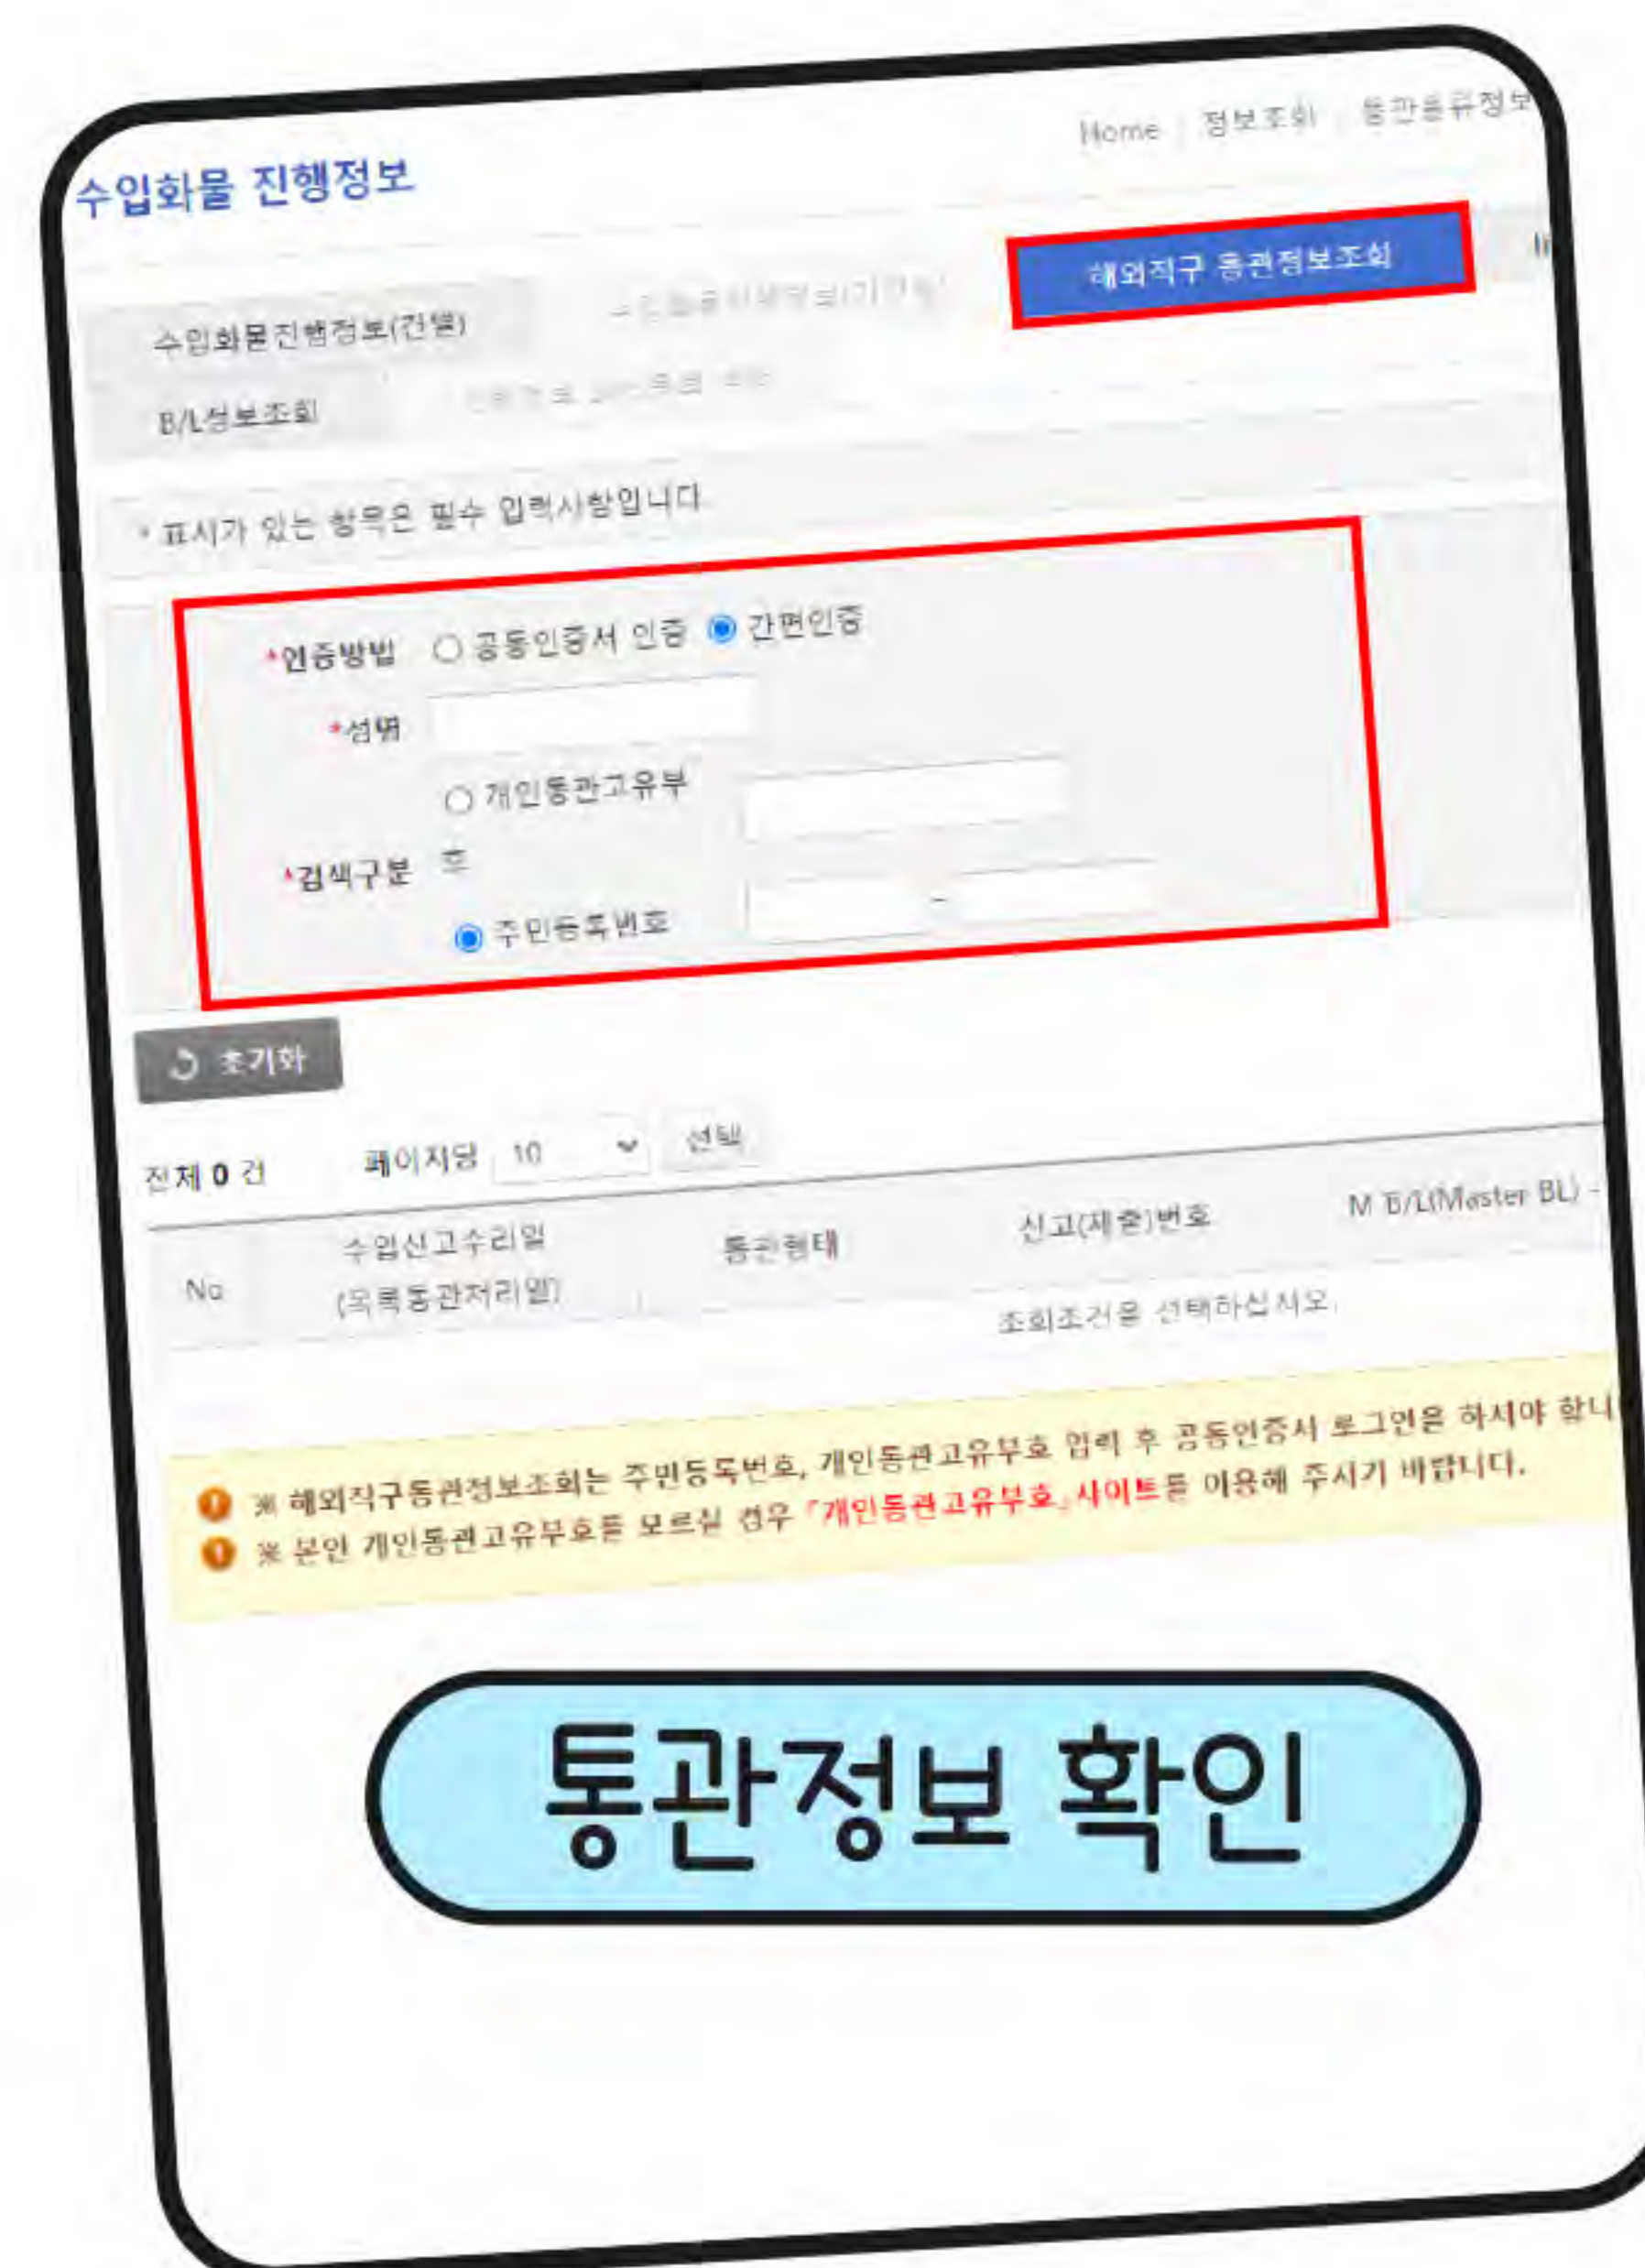 Home 정보조회 통관물류정보
수입화물 진행정보
해외직구 통관정보조회
수입화물진행정보(건별)
B/L정보조회
* 표시가 있는 항목은 필수 입력사항입니다
*인증방법 공동인증서 인증 간편인증
*성명
개인통관고유부
*검색구분 호
주민등록번호 -
초기화
전체 0 건 페이지당 10 선택
No 수입신고수리일 통관형태 신고(제출)번호 M B/L(Master BL) -
(목록통관처리일)
조회조건을 선택하십시오.
※ 해외직구통관정보조회는 주민등록번호, 개인통관고유부호 입력 후 공동인증서 로그인을 하셔야 합니
※ 본인 개인통관고유부호를 모르실 경우 「개인통관고유부호」사이트를 이용해 주시기 바랍니다.
통관정보 확인